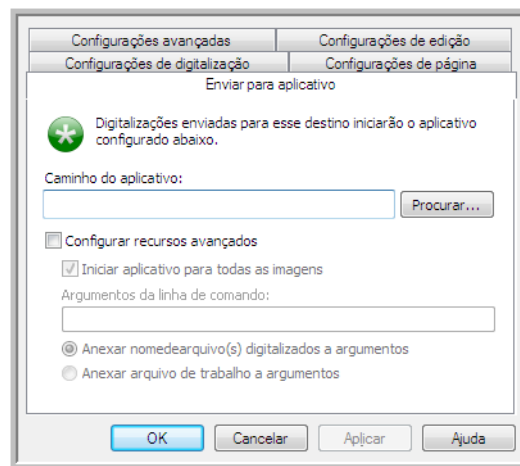 Configurações avançadas
Configurações de edição
Configurações de digitalização
Configurações de página
Enviar para aplicativo
Digitalizações enviadas para esse destino iniciarão o aplicativo
configurado abaixo.
Caminho do aplicativo:
Procurar...
Configurar recursos avançados
Iniciar aplicativo para todas as imagens
Argumentos da linha de comando:
Anexar nomedearquivo(s) digitalizados a argumentos
Anexar arquivo de trabalho a argumentos
OK
Cancelar
Aplicar
Ajuda